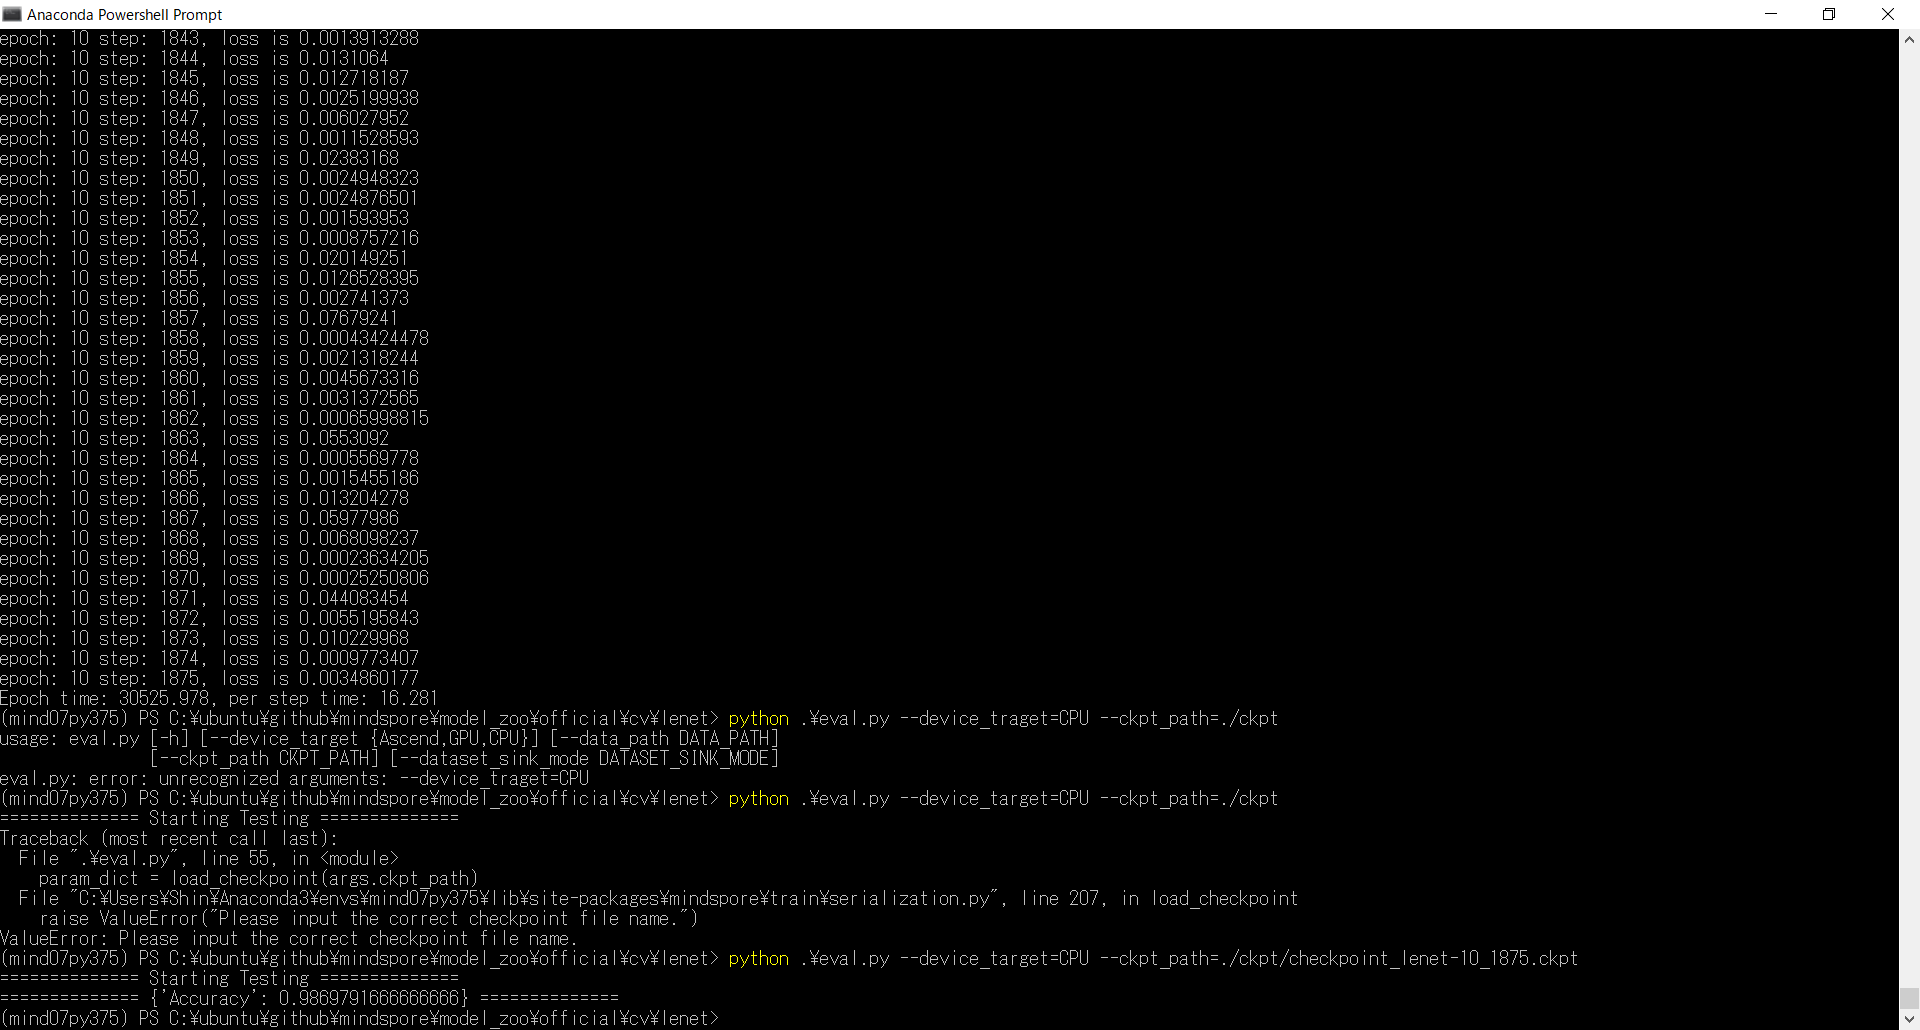 Anaconda Powershell Prompt
epoch: 10 step: 1843, loss is 0.0013913288
epoch: 10 step: 1844, loss is 0.0131064
epoch: 10 step: 1845, loss is 0.012718187
epoch: 10 step: 1846, loss is 0.0025199938
epoch: 10 step: 1847, loss is 0.006027952
epoch: 10 step: 1848, loss is 0.0011528593
epoch: 10 step: 1849, loss is 0.02383168
epoch: 10 step: 1850, loss is 0.0024948323
epoch: 10 step: 1851, loss is 0.0024876501
epoch: 10 step: 1852, loss is 0.001593953
epoch: 10 step: 1853, loss is 0.0008757216
epoch: 10 step: 1854, loss is 0.020149251
epoch: 10 step: 1855, loss is 0.0126528395
epoch: 10 step: 1856, loss is 0.002741373
epoch: 10 step: 1857, loss is 0.07679241
epoch: 10 step: 1858, loss is 0.00043424478
epoch: 10 step: 1859, loss is 0.0021318244
epoch: 10 step: 1860, loss is 0.0045673316
epoch: 10 step: 1861, loss is 0.0031372565
epoch: 10 step: 1862, loss is 0.00065998815
epoch: 10 step: 1863, loss is 0.0553092
epoch: 10 step: 1864, loss is 0.0005569778
epoch: 10 step: 1865, loss is 0.0015455186
epoch: 10 step: 1866, loss is 0.013204278
epoch: 10 step: 1867, loss is 0.05977986
epoch: 10 step: 1868, loss is 0.0068098237
epoch: 10 step: 1869, loss is 0.00023634205
epoch: 10 step: 1870, loss is 0.00025250806
epoch: 10 step: 1871, loss is 0.044083454
epoch: 10 step: 1872, loss is 0.0055195843
epoch: 10 step: 1873, loss is 0.010229968
epoch: 10 step: 1874, loss is 0.0009773407
epoch: 10 step: 1875, loss is 0.0034860177
Epoch time: 30525.978, per step time: 16.281
(mind07py375) PS C:¥ubuntu¥github¥mindspore¥model_zoo¥official¥cv¥lenet> python .¥eval.py --device_traget=CPU --ckpt_path=./ckpt
usage: eval.py [-h] [--device_target {Ascend,GPU,CPU}] [--data_path DATA_PATH]
[--ckpt_path CKPT_PATH] [--dataset_sink_mode DATASET_SINK_MODE]
eval.py: error: unrecognized arguments: --device_traget=CPU
(mind07py375) PS C:¥ubuntu¥github¥mindspore¥model_zoo¥official¥cv¥lenet> python .¥eval.py --device_target=CPU --ckpt_path=./ckpt
============== Starting Testing ==============
Traceback (most recent call last):
File ".¥eval.py", line 55, in <module>
param_dict = load_checkpoint(args.ckpt_path)
File "C:¥Users¥Shin¥Anaconda3¥envs¥mind07py375¥lib¥site-packages¥mindspore¥train¥serialization.py", line 207, in load_checkpoint
raise ValueError("Please input the correct checkpoint file name.")
ValueError: Please input the correct checkpoint file name.
(mind07py375) PS C:¥ubuntu¥github¥mindspore¥model_zoo¥official¥cv¥lenet> python .¥eval.py --device_target=CPU --ckpt_path=./ckpt/checkpoint_lenet-10_1875.ckpt
============== Starting Testing ==============
============== {'Accuracy': 0.9869791666666666} ==============
(mind07py375) PS C:¥ubuntu¥github¥mindspore¥model_zoo¥official¥cv¥lenet>